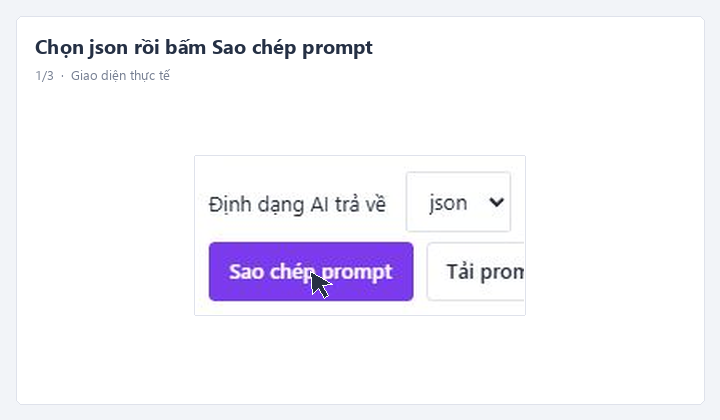 Chọn json rồi bấm Sao chép prompt
1/3 · Giao diện thực tế
Định dạng AI trả về json
Sao chép prompt Tải prom